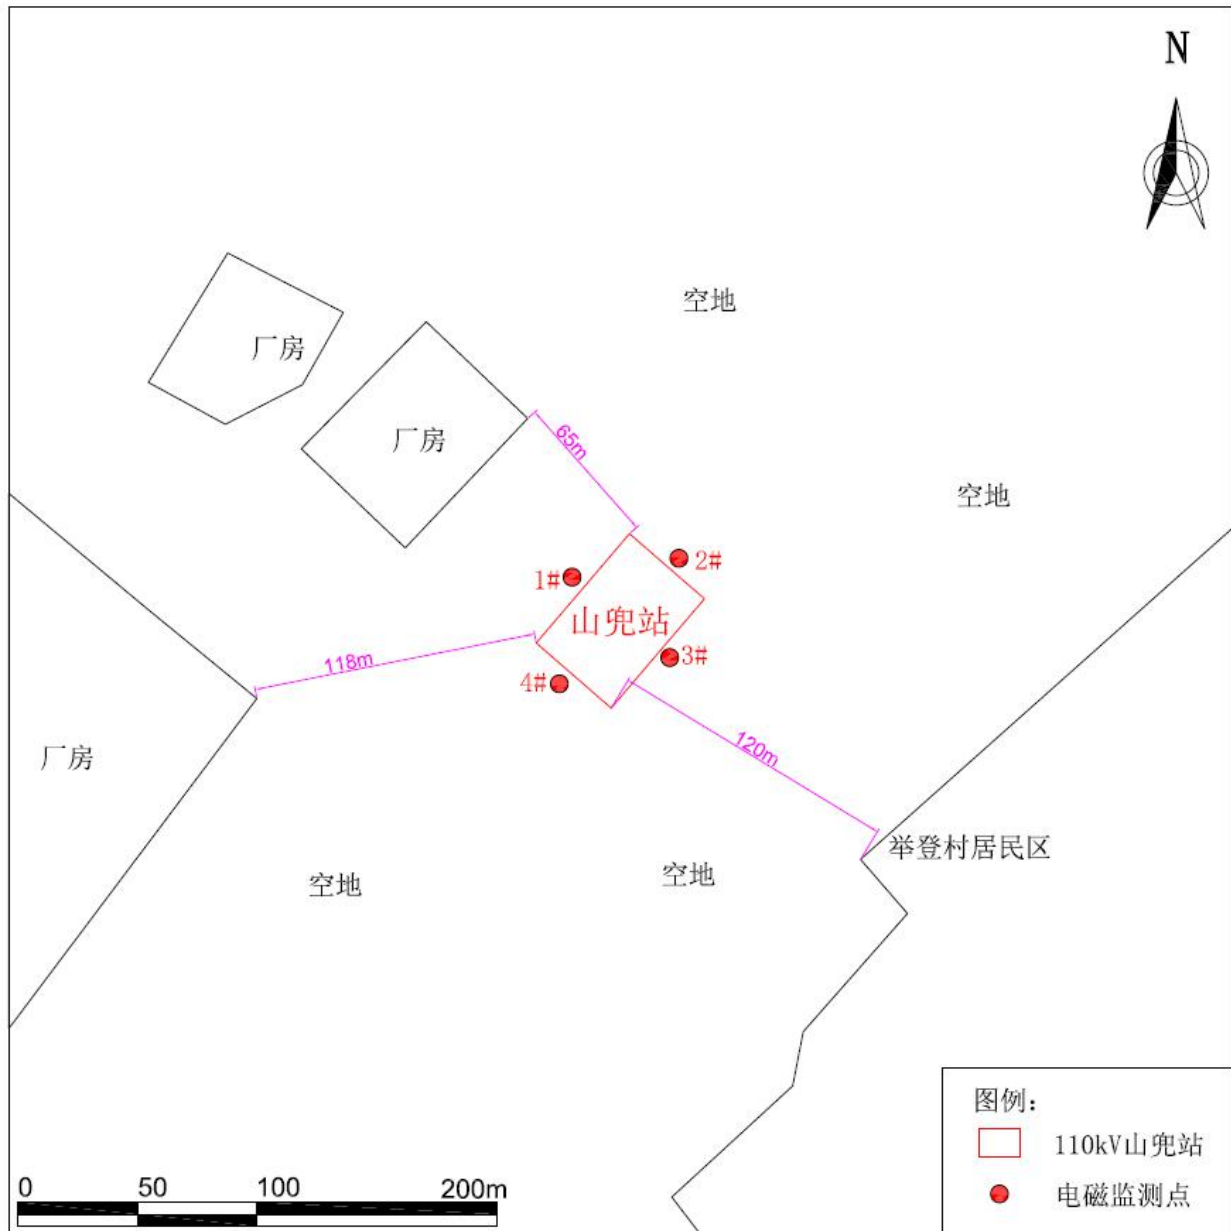 N
空地
厂房
65m
厂房
空地
2#
1#
山兜站
3#
118m
4#
厂房
120m
举登村居民区
空地
空地
图例：
110kV山兜站
电磁监测点
0 50 100 200m